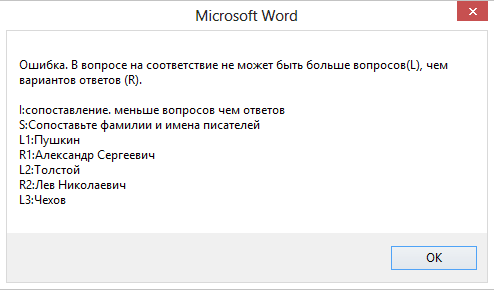 Microsoft Word
Ошибка. В вопросе на соответствие не может быть больше вопросов(L), чем
вариантов ответов (R).
I:сопоставление. меньше вопросов чем ответов
S:Сопоставьте фамилии и имена писателей
L1:Пушкин
R1:Александр Сергеевич
L2:Толстой
R2:Лев Николаевич
L3:Чехов
OK